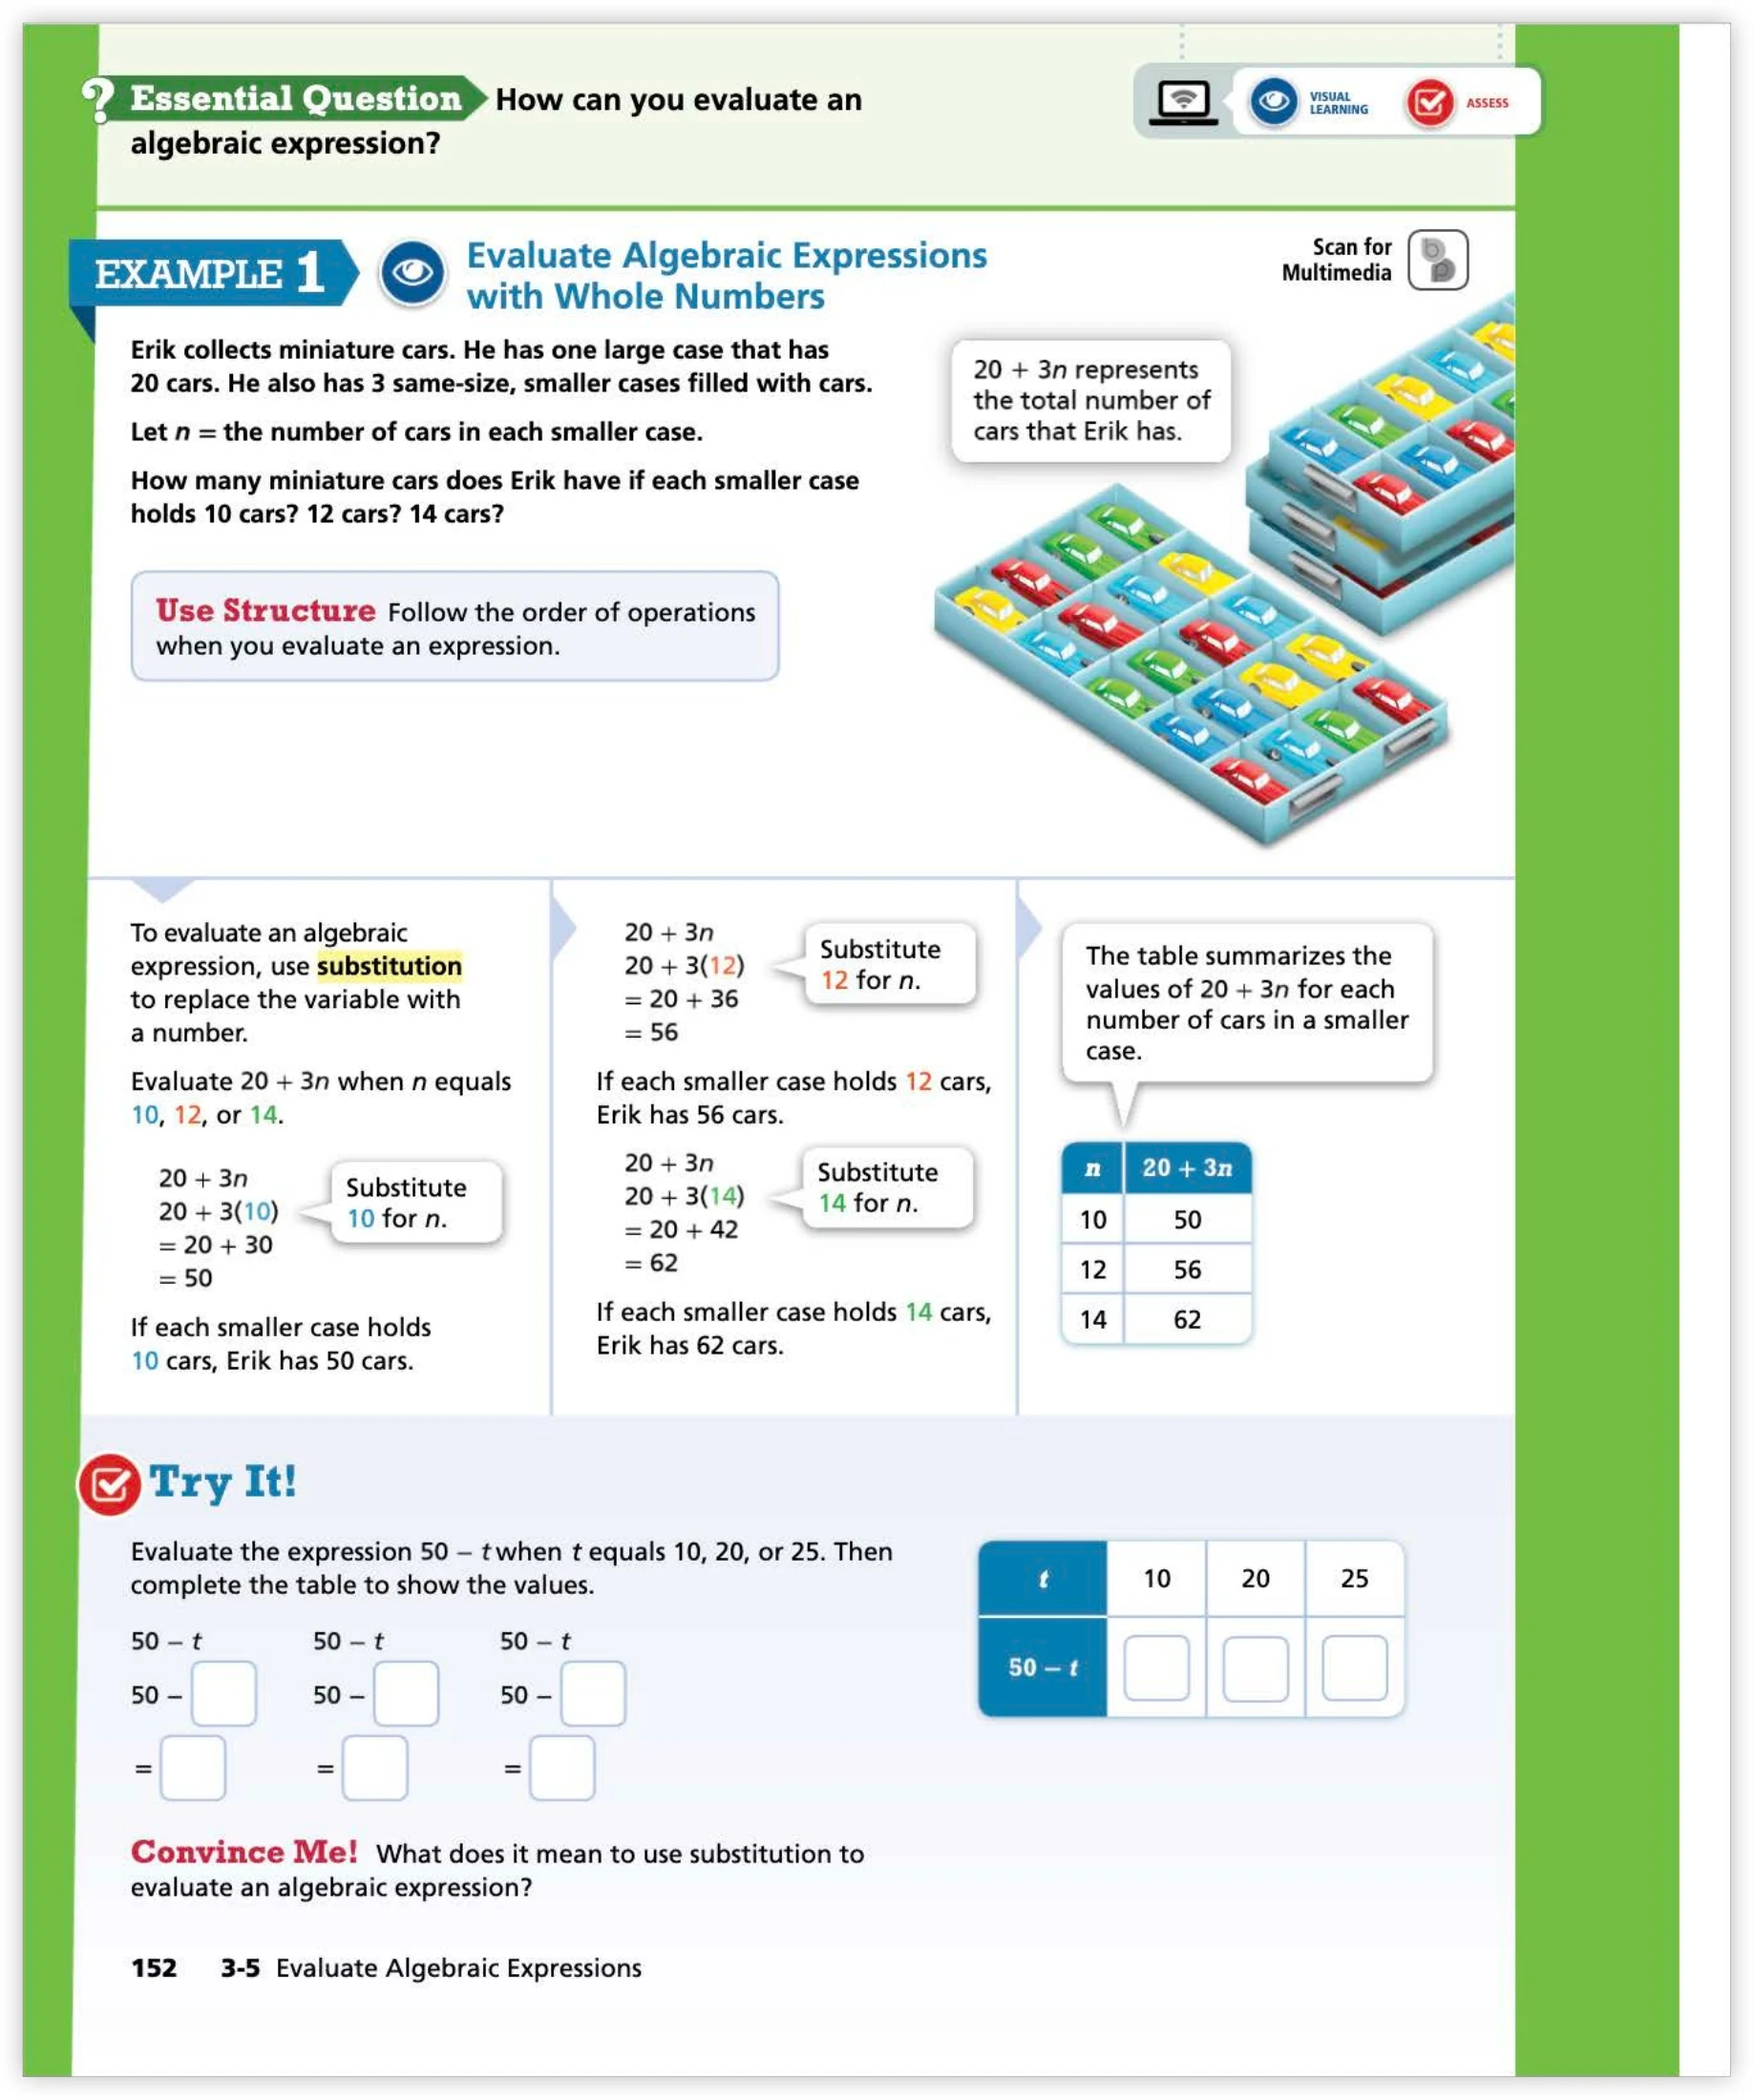 ? Essential Question How can you evaluate an
algebraic expression?
VISUAL
LEARNING
ASSESS
EXAMPLE 1
Evaluate Algebraic Expressions
with Whole Numbers
Scan for
Multimedia
Erik collects miniature cars. He has one large case that has
20 cars. He also has 3 same-size, smaller cases filled with cars.
Let n = the number of cars in each smaller case.
How many miniature cars does Erik have if each smaller case
holds 10 cars? 12 cars? 14 cars?
20 + 3n represents
the total number of
cars that Erik has.
Use Structure Follow the order of operations
when you evaluate an expression.
To evaluate an algebraic
expression, use substitution
to replace the variable with
a number.
Evaluate 20 + 3n when n equals
10, 12, or 14.
20 + 3n
20 + 3(10)
= 20 + 30
= 50
Substitute
10 for n.
If each smaller case holds
10 cars, Erik has 50 cars.
20 + 3n
20 + 3(12)
= 20 + 36
= 56
Substitute
12 for n.
If each smaller case holds 12 cars,
Erik has 56 cars.
20 + 3n
20 + 3(14)
= 20 + 42
= 62
Substitute
14 for n.
If each smaller case holds 14 cars,
Erik has 62 cars.
The table summarizes the
values of 20 + 3n for each
number of cars in a smaller
case.
n 20 + 3n
10 50
12 56
14 62
Try It!
Evaluate the expression 50 − t when t equals 10, 20, or 25. Then
complete the table to show the values.
50 − t 50 − t 50 − t
50 − 50 − 50 −
= = =
t 10 20 25
50 − t
Convince Me! What does it mean to use substitution to
evaluate an algebraic expression?
152 3-5 Evaluate Algebraic Expressions